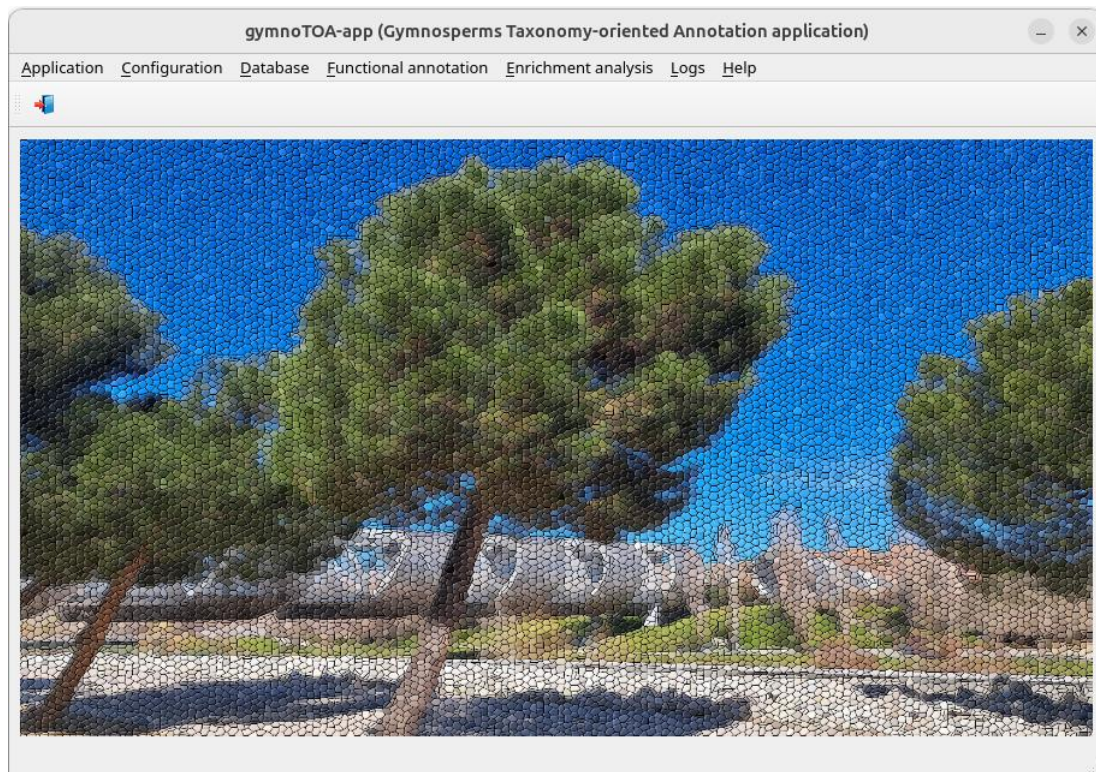 gymnoTOA-app (Gymnosperms Taxonomy-oriented Annotation application)
Application Configuration Database Functional annotation Enrichment analysis Logs Help